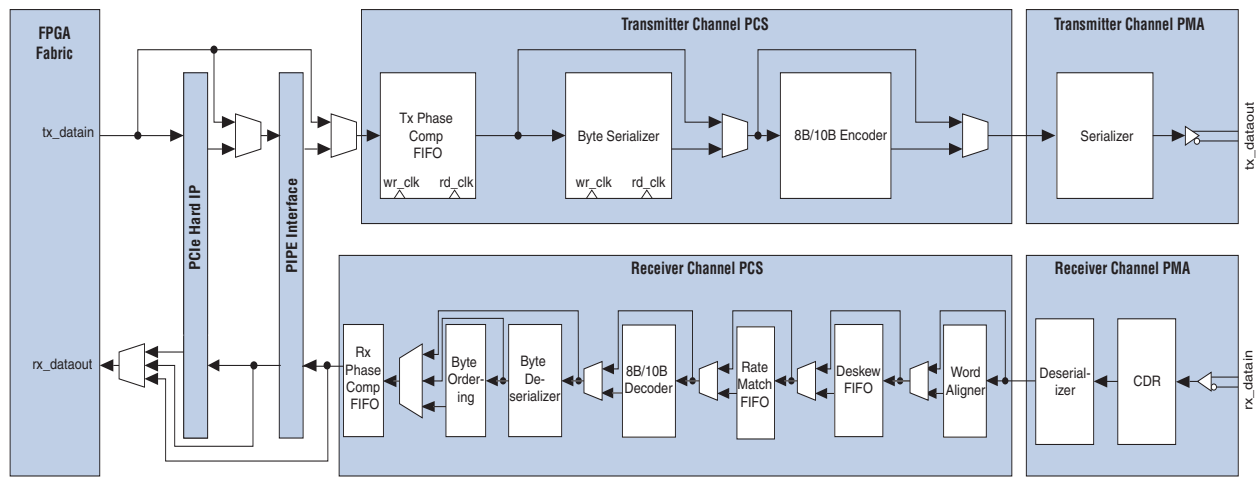 FPGA
Fabric
Transmitter Channel PCS
Transmitter Channel PMA
tx_datain
Tx Phase
Comp
FIFO
wr_clk
rd_clk
Byte Serializer
wr_clk
rd_clk
8B/10B Encoder
Serializer
tx_dataout
PCIe Hard IP
PIPE Interface
Receiver Channel PCS
Receiver Channel PMA
rx_dataout
Rx
Phase
Comp
FIFO
Byte
Order-
ing
Byte
De-
serializer
8B/10B
Decoder
Rate
Match
FIFO
Deskew
FIFO
Word
Aligner
Deserial-
izer
CDR
rx_datain